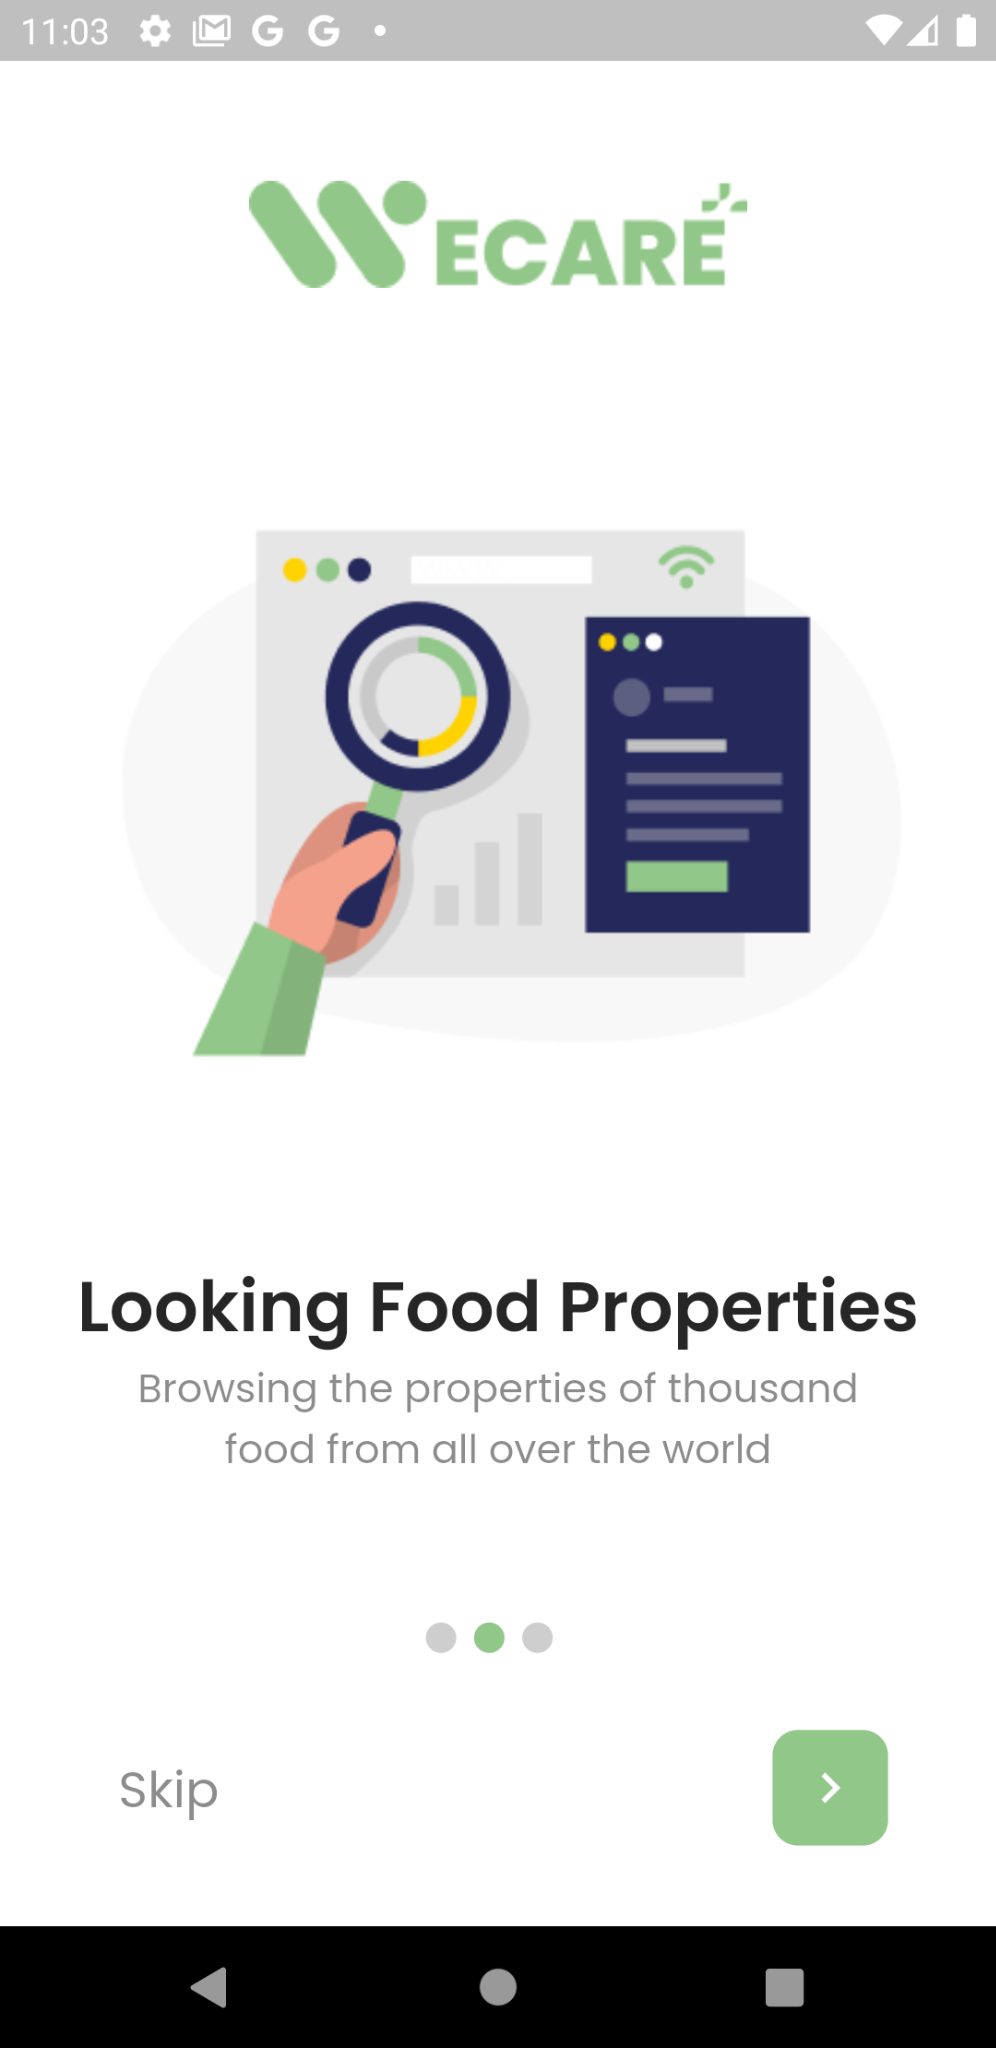 11:03
WECARE
Looking Food Properties
Browsing the properties of thousand
food from all over the world
Skip